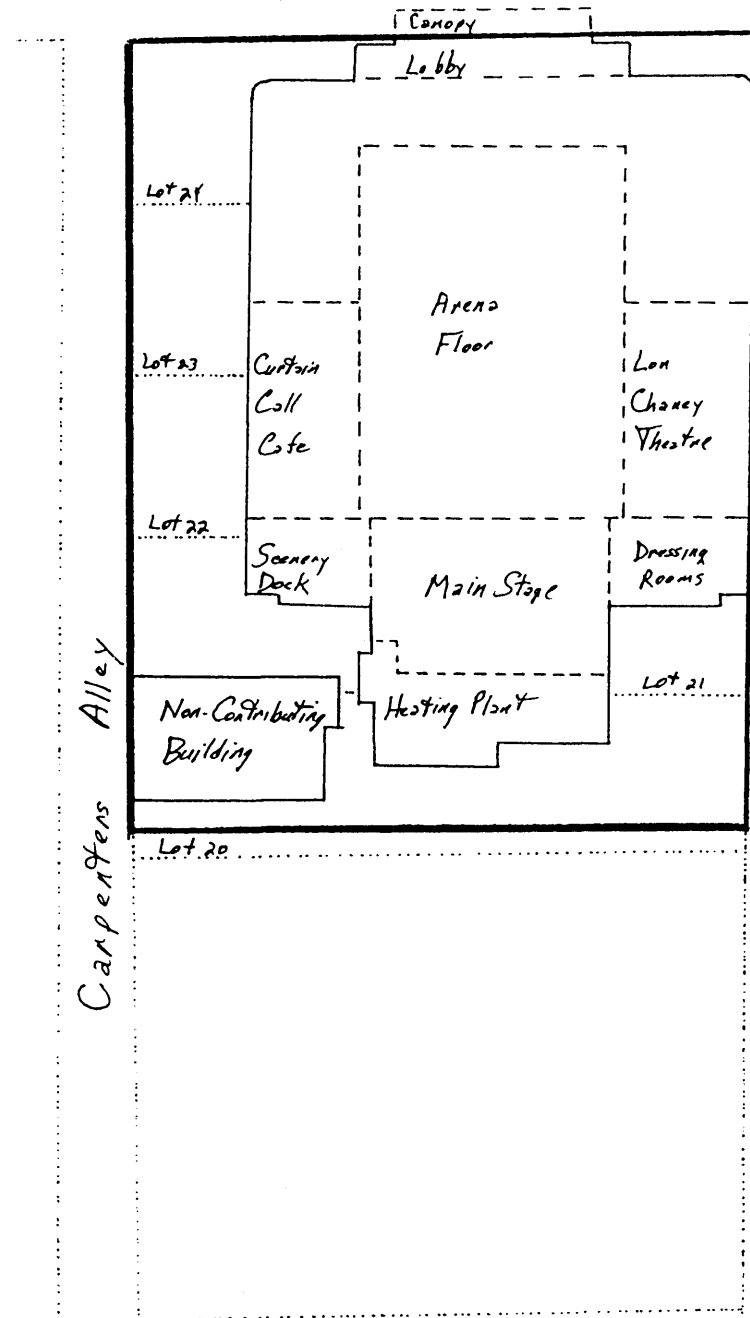 Canopy
Lobby
Lot 24
Arena
Floor
Lot 23
Curtain
Call
Cafe
Lon
Chaney
Theatre
Lot 22
Scenery
Dock
Main Stage
Dressing
Rooms
Lot 21
Non-Contributing
Building
Heating Plant
Lot 20
Carpenters Alley